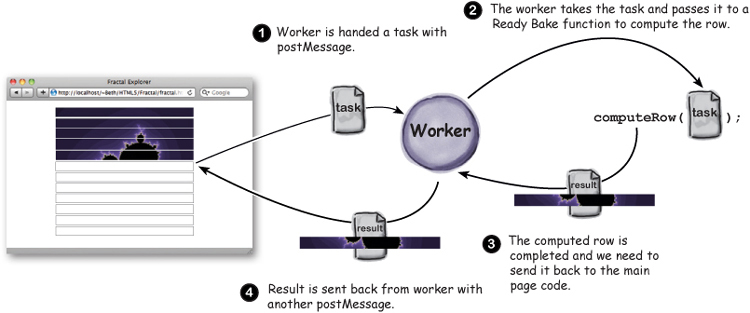 1 Worker is handed a task with
postMessage.
2 The worker takes the task and passes it to a
Ready Bake function to compute the row.
Fractal Explorer
http://localhost/~Beth/HTML5/Fractal/fractal.h
Google
task
Worker
computeRow( task );
result
result
3 The computed row is
completed and we need to
send it back to the main
page code.
4 Result is sent back from worker with
another postMessage.